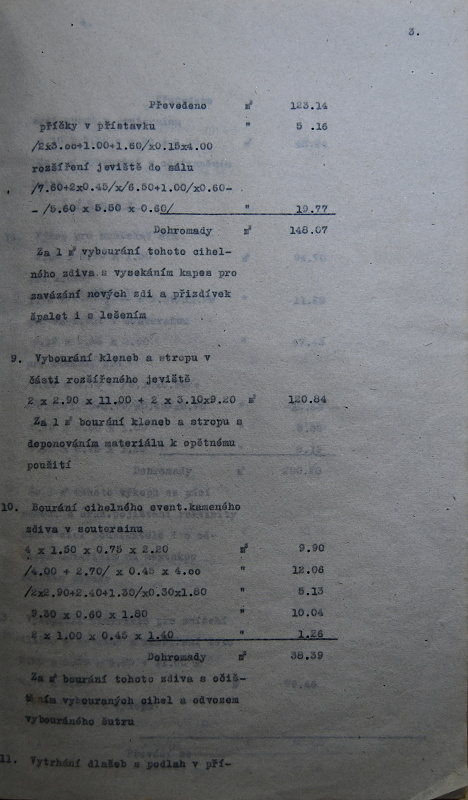 3.
Převedeno m³ 123.14
příčky v přístavku " 5 .16
/2x3.oo+1.00+1.60/x0.15x4.00
rozšíření jeviště do sálu
/7.60+2x0.45/x/6.50+1.00/x0.60-
- /5.60 x 5.50 x 0.60/ " 19.77
Dohromady m³ 148.07
Za 1 m³ vybourání tohoto cihel-
ného zdiva s vysekáním kapes pro
zavázání nových zdi a přizdívek
špalet i s lešením
9. Vybourání kleneb a stropu v
části rozšířeného jeviště
2 x 2.90 x 11.00 + 2 x 3.10x9.20 m² 120.84
Za 1 m² bourání kleneb a stropu s
deponováním materiálu k opětnému
použití
10. Bourání cihelného event.kameného
zdiva v souterainu
4 x 1.50 x 0.75 x 2.20 m³ 9.90
/4.00 + 2.70/ x 0.45 x 4.oo " 12.06
/2x2.90+2.40+1.30/x0.30x1.80 " 5.13
9.30 x 0.60 x 1.80 " 10.04
2 x 1.00 x 0.45 x 1.40 " 1.26
Dohromady m³ 38.39
Za m³ bourání tohoto zdiva s očiš-
těním vybouraných cihel a odvozem
vybouráného šutru
11. Vytrhání dlažeb a podlah v pří-